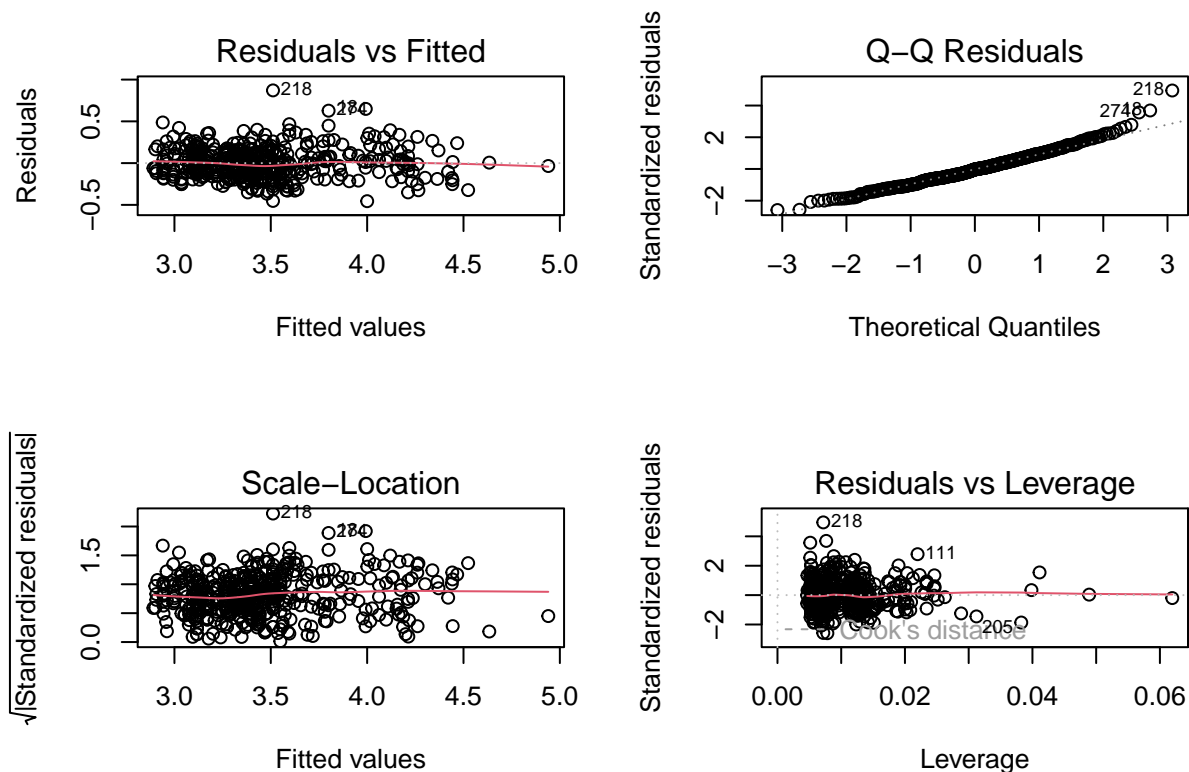 Residuals vs Fitted
Residuals
0.5
−0.5
218
274
3.0 3.5 4.0 4.5 5.0
Fitted values
Q−Q Residuals
Standardized residuals
2
−2
218
274
−3 −2 −1 0 1 2 3
Theoretical Quantiles
Scale−Location
√|Standardized residuals|
1.5
0.0
218
274
3.0 3.5 4.0 4.5 5.0
Fitted values
Residuals vs Leverage
Standardized residuals
2
−2
218
111
205
Cook's distance
0.00 0.02 0.04 0.06
Leverage